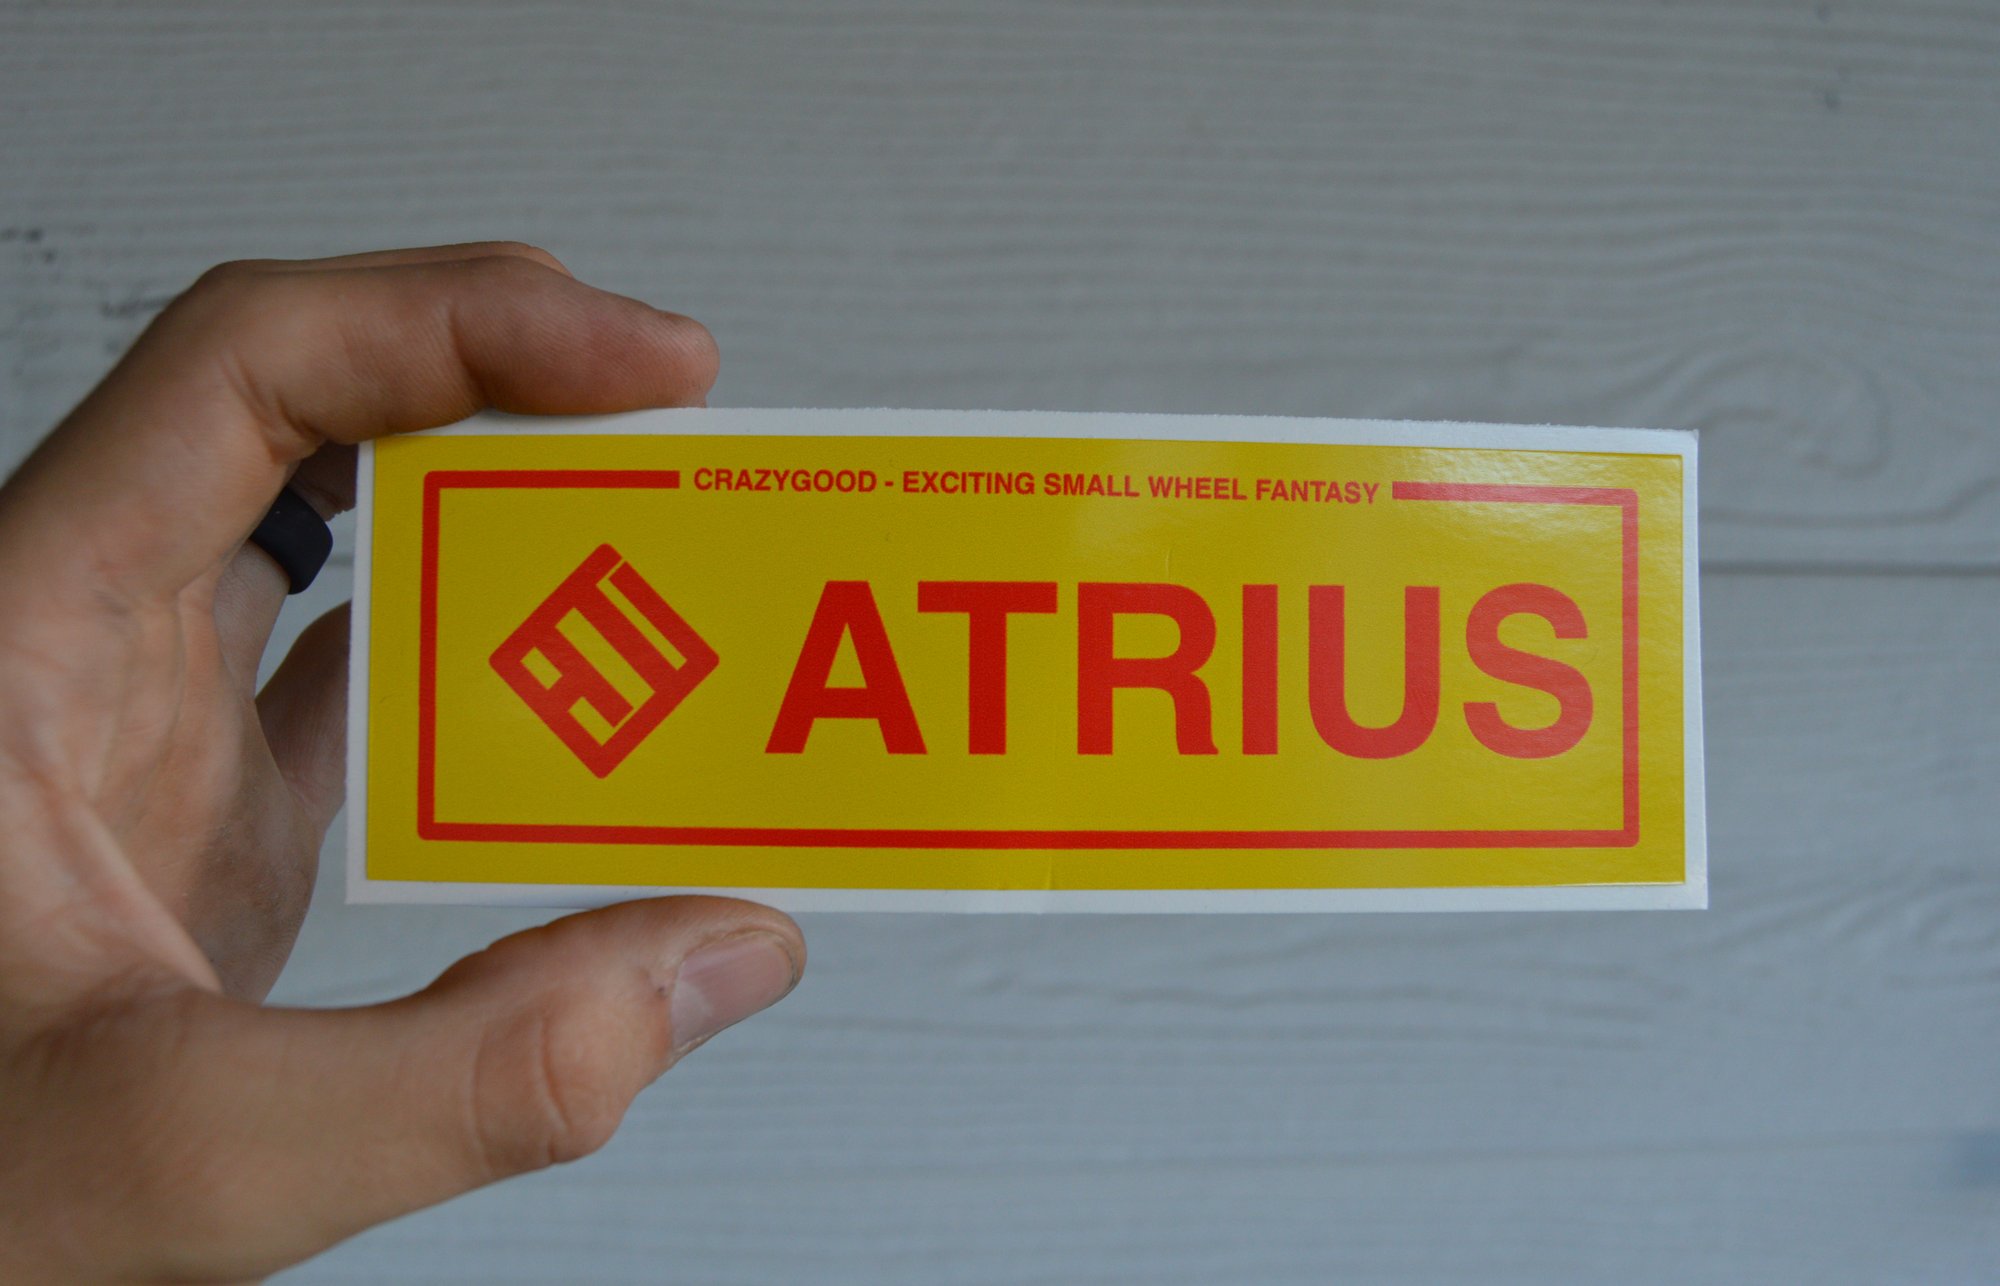 CRAZYGOOD - EXCITING SMALL WHEEL FANTASY
ATRIUS